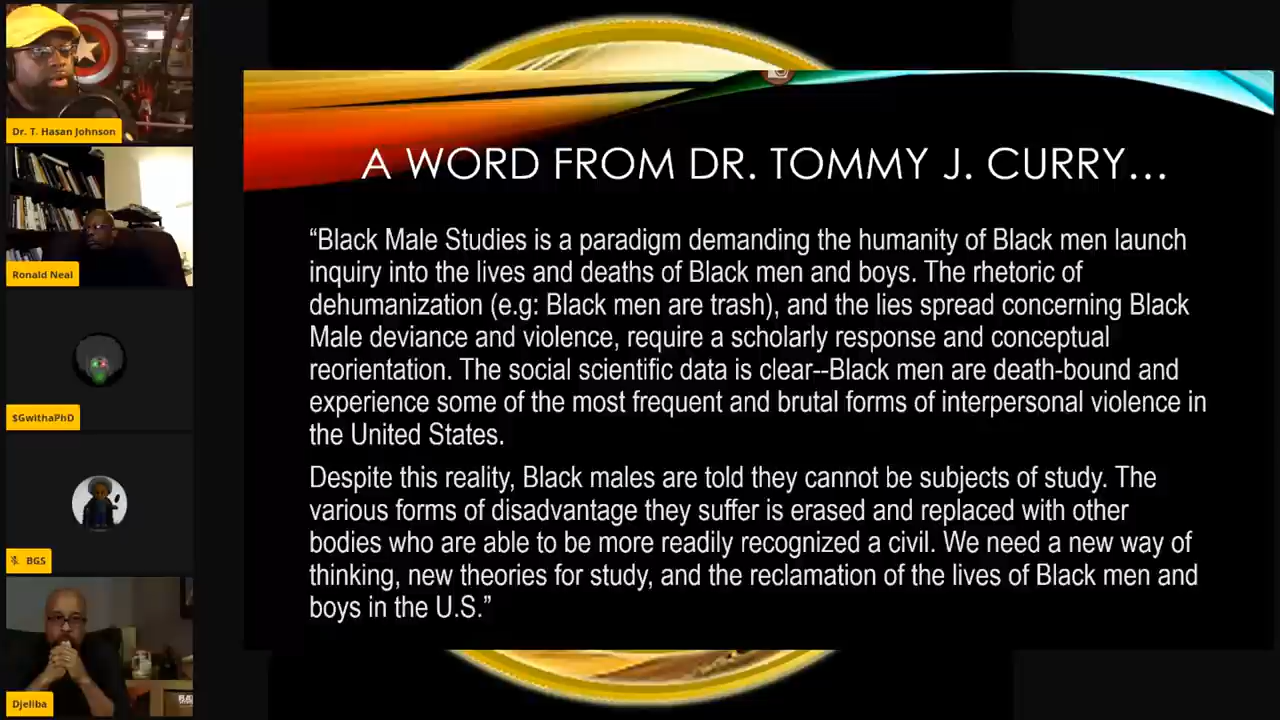 Dr. T. Hasan Johnson
Ronald Neal
$GwithaPhD
BGS
Djeliba
A WORD FROM DR. TOMMY J. CURRY…
“Black Male Studies is a paradigm demanding the humanity of Black men launch
inquiry into the lives and deaths of Black men and boys. The rhetoric of
dehumanization (e.g: Black men are trash), and the lies spread concerning Black
Male deviance and violence, require a scholarly response and conceptual
reorientation. The social scientific data is clear--Black men are death-bound and
experience some of the most frequent and brutal forms of interpersonal violence in
the United States.
Despite this reality, Black males are told they cannot be subjects of study. The
various forms of disadvantage they suffer is erased and replaced with other
bodies who are able to be more readily recognized a civil. We need a new way of
thinking, new theories for study, and the reclamation of the lives of Black men and
boys in the U.S.”